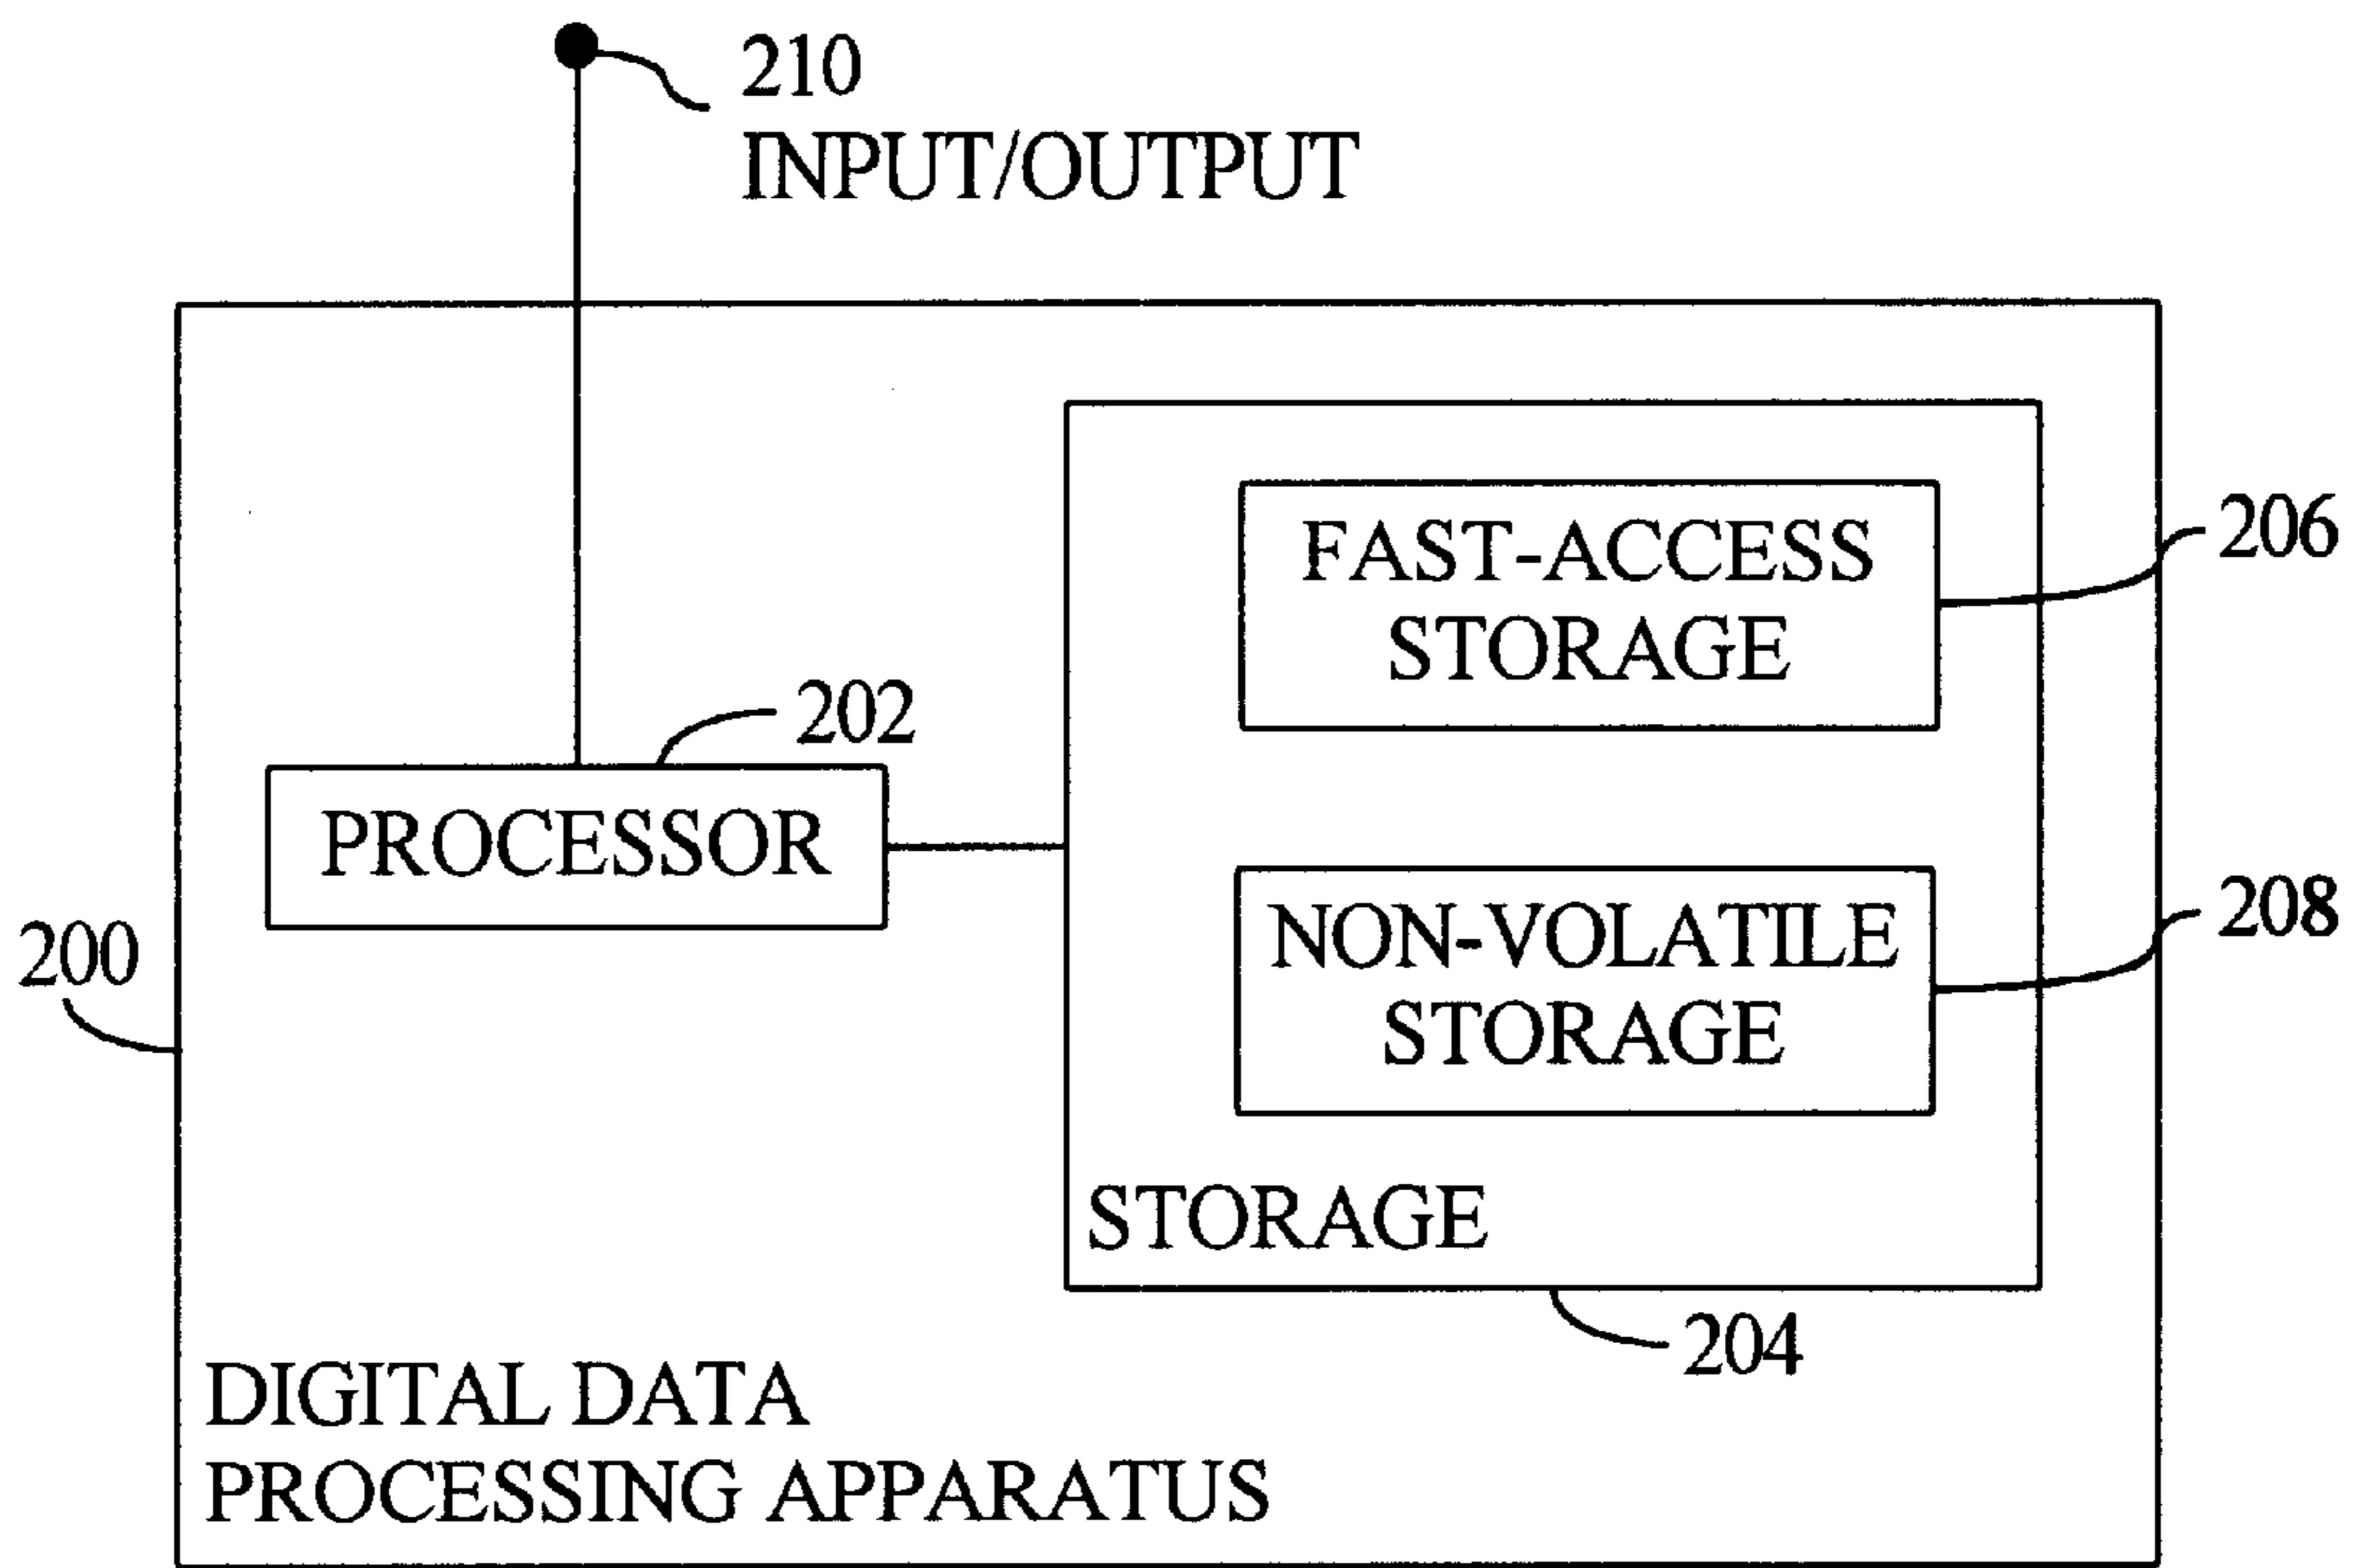 210
INPUT/OUTPUT
FAST-ACCESS
STORAGE
206
202
PROCESSOR
NON-VOLATILE
STORAGE
208
200
STORAGE
204
DIGITAL DATA
PROCESSING APPARATUS